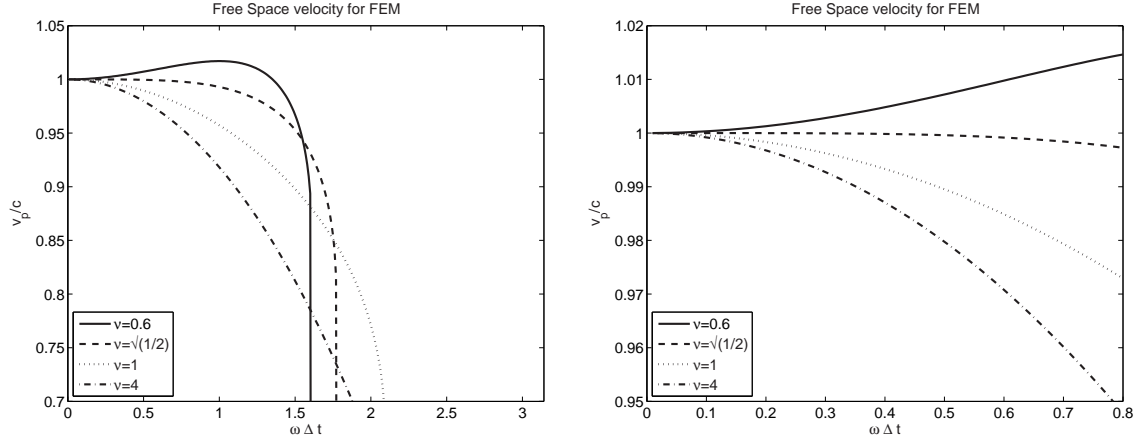 Free Space velocity for FEM
1.05
1
0.95
0.9
0.85
0.8
0.75
0.7
v_p/c
ν=0.6
ν=√(1/2)
ν=1
ν=4
0 0.5 1 1.5 2 2.5 3
ω Δ t
Free Space velocity for FEM
1.02
1.01
1
0.99
0.98
0.97
0.96
0.95
v_p/c
ν=0.6
ν=√(1/2)
ν=1
ν=4
0 0.1 0.2 0.3 0.4 0.5 0.6 0.7 0.8
ω Δ t